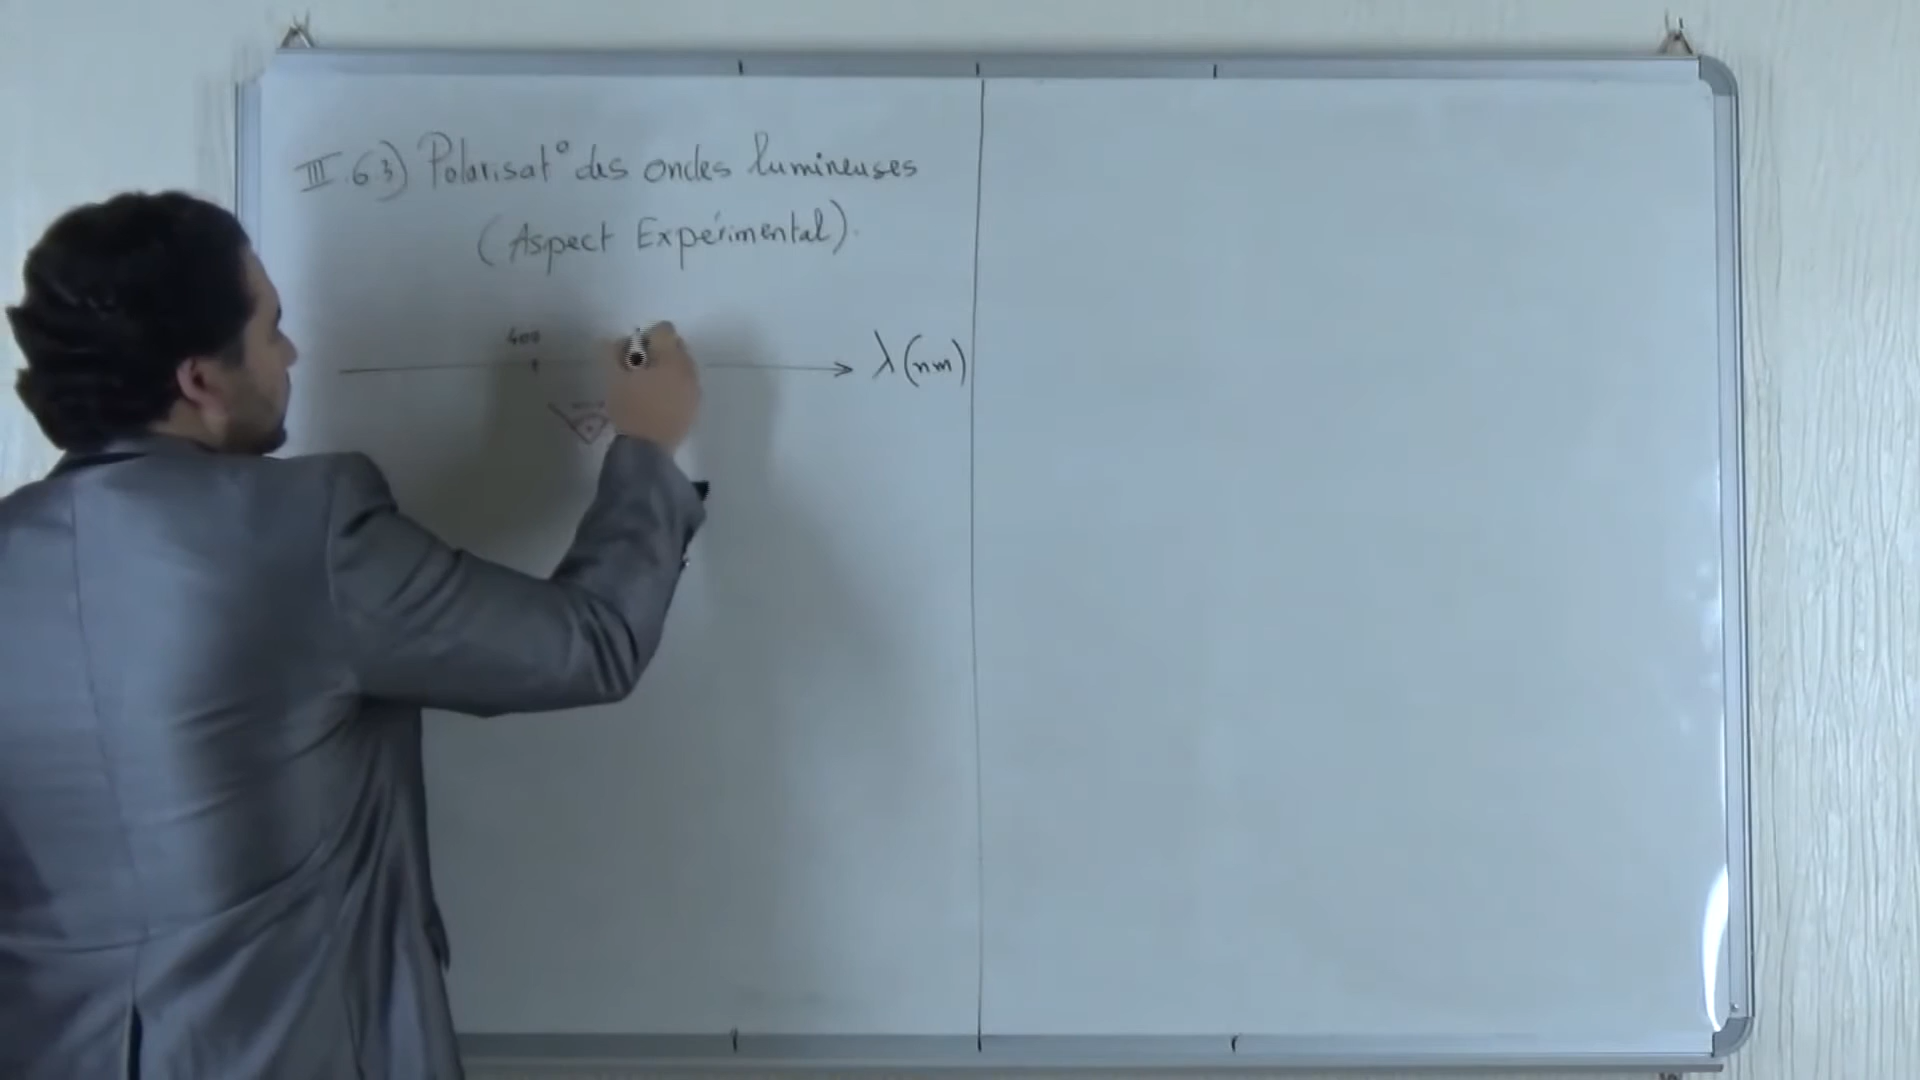 III.6.3) Polarisat° des ondes lumineuses
(Aspect Expérimental).
400
λ(nm)